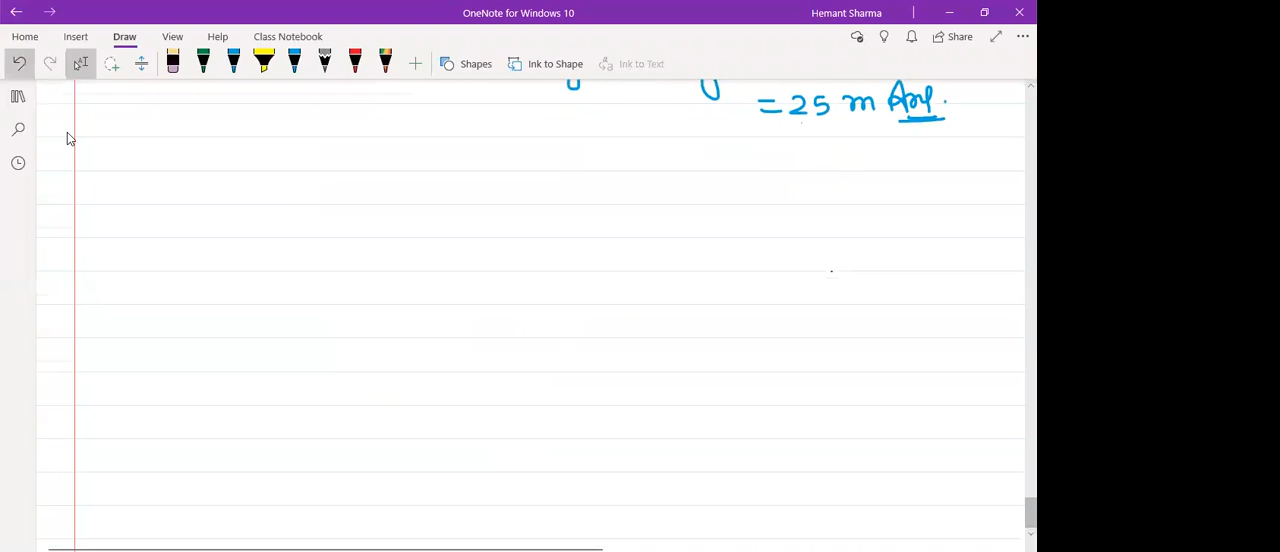 OneNote for Windows 10
Hemant Sharma
Home Insert Draw View Help Class Notebook
Share
Shapes Ink to Shape Ink to Text
= 25 m Ans.